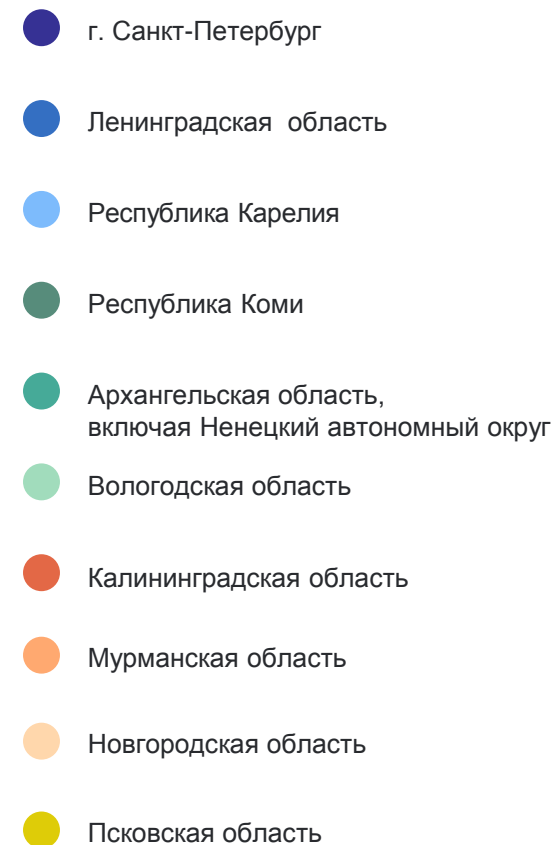 г. Санкт-Петербург
Ленинградская область
Республика Карелия
Республика Коми
Архангельская область,
включая Ненецкий автономный округ
Вологодская область
Калининградская область
Мурманская область
Новгородская область
Псковская область